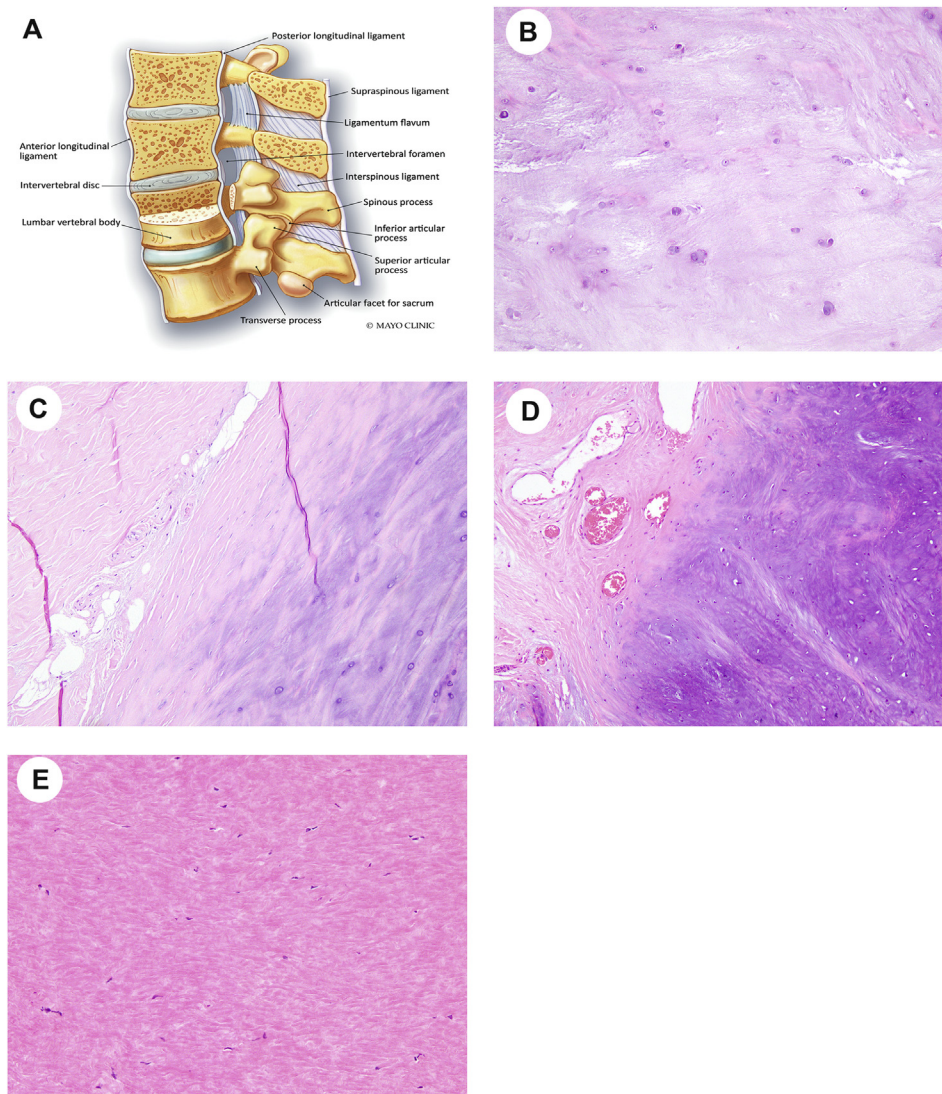 A
Posterior longitudinal ligament
Supraspinous ligament
Ligamentum flavum
Anterior longitudinal
ligament
Intervertebral foramen
Intervertebral disc
Interspinous ligament
Spinous process
Lumbar vertebral body
Inferior articular
process
Superior articular
process
Articular facet for sacrum
Transverse process
© MAYO CLINIC
B
C
D
E